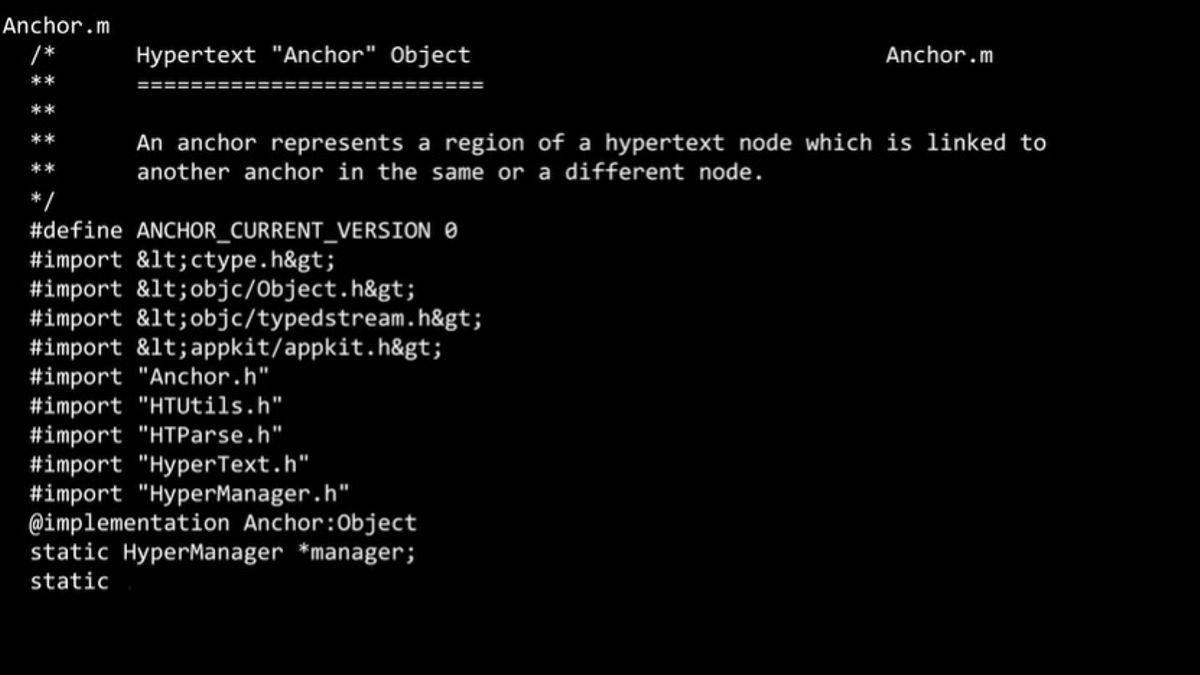 Anchor.m
/* Hypertext "Anchor" Object Anchor.m
** ==========================
**
** An anchor represents a region of a hypertext node which is linked to
** another anchor in the same or a different node.
*/
#define ANCHOR_CURRENT_VERSION 0
#import &lt;ctype.h&gt;
#import &lt;objc/Object.h&gt;
#import &lt;objc/typedstream.h&gt;
#import &lt;appkit/appkit.h&gt;
#import "Anchor.h"
#import "HTUtils.h"
#import "HTParse.h"
#import "HyperText.h"
#import "HyperManager.h"
@implementation Anchor:Object
static HyperManager *manager;
static